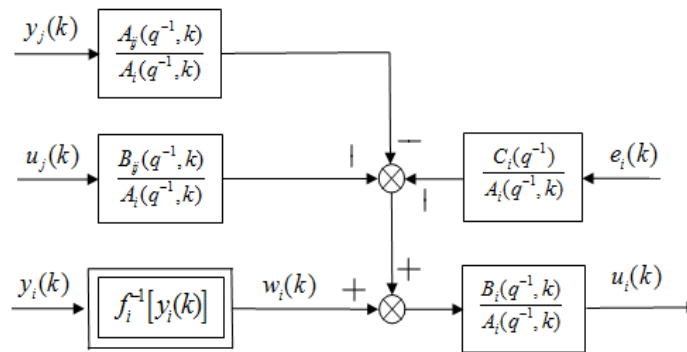 y_j(k)
A_ij(q^-1, k)
A_i(q^-1, k)
−
u_j(k)
B_ij(q^-1, k)
A_i(q^-1, k)
|
|
C_i(q^-1)
A_i(q^-1, k)
e_i(k)
+
y_i(k)
f_i^-1[y_i(k)]
w_i(k)
+
B_i(q^-1, k)
A_i(q^-1, k)
u_i(k)